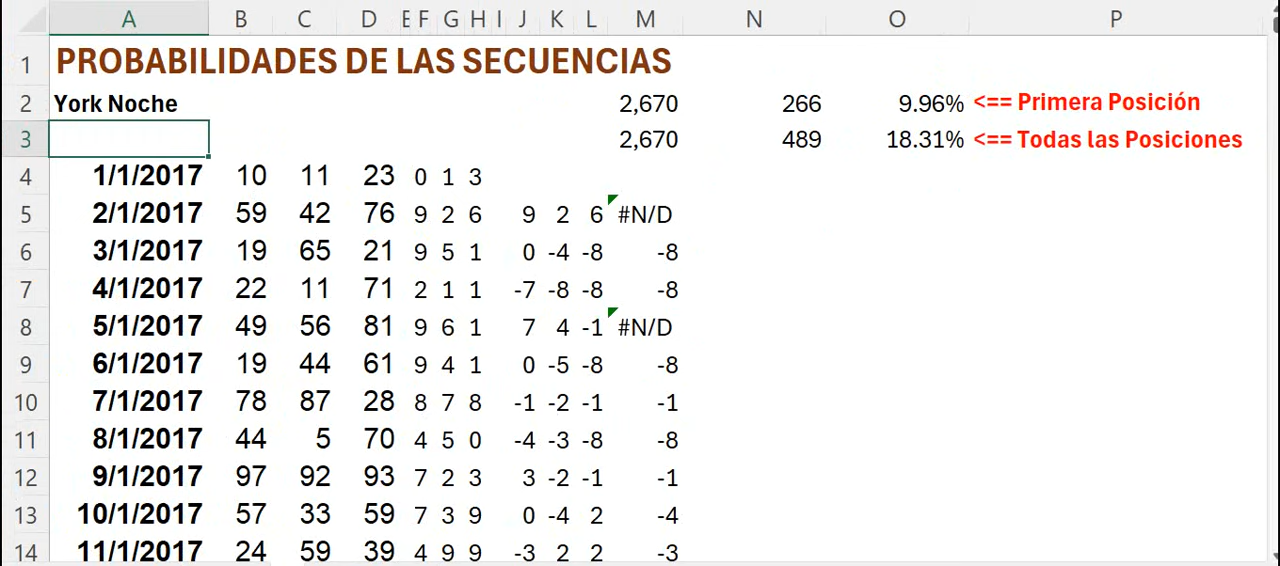 A B C D E F G H I J K L M N O P
1 PROBABILIDADES DE LAS SECUENCIAS
2 York Noche 2,670 266 9.96% <== Primera Posición
3 2,670 489 18.31% <== Todas las Posiciones
4 1/1/2017 10 11 23 0 1 3
5 2/1/2017 59 42 76 9 2 6 9 2 6 #N/D
6 3/1/2017 19 65 21 9 5 1 0 -4 -8 -8
7 4/1/2017 22 11 71 2 1 1 -7 -8 -8 -8
8 5/1/2017 49 56 81 9 6 1 7 4 -1 #N/D
9 6/1/2017 19 44 61 9 4 1 0 -5 -8 -8
10 7/1/2017 78 87 28 8 7 8 -1 -2 -1 -1
11 8/1/2017 44 5 70 4 5 0 -4 -3 -8 -8
12 9/1/2017 97 92 93 7 2 3 3 -2 -1 -1
13 10/1/2017 57 33 59 7 3 9 0 -4 2 -4
14 11/1/2017 24 59 39 4 9 9 -3 2 2 -3